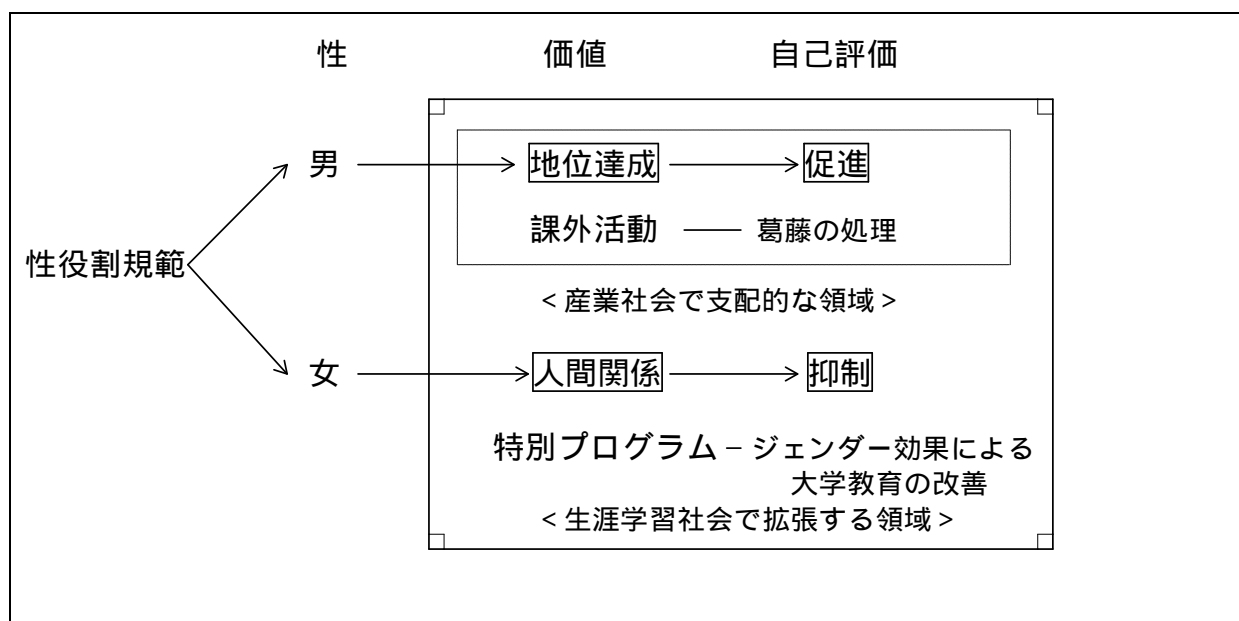 性 価値 自己評価
男 地位達成 促進
課外活動 ── 葛藤の処理
性役割規範
<産業社会で支配的な領域>
女 人間関係 抑制
特別プログラム－ジェンダー効果による
大学教育の改善
<生涯学習社会で拡張する領域>